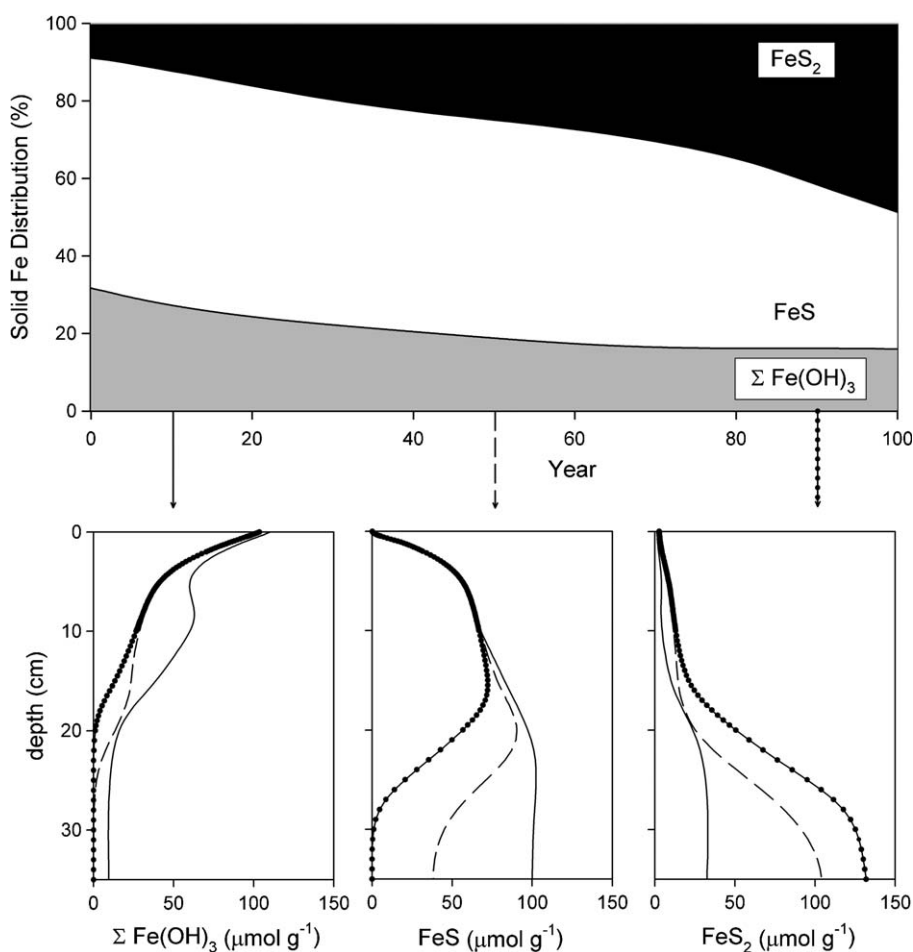 Solid Fe Distribution (%)
100
80
60
40
20
0
FeS₂
FeS
Σ Fe(OH)₃
0 20 40 60 80 100
Year
depth (cm)
0
10
20
30
0 50 100 150
Σ Fe(OH)₃ (μmol g⁻¹)
0 50 100 150
FeS (μmol g⁻¹)
0 50 100 150
FeS₂ (μmol g⁻¹)